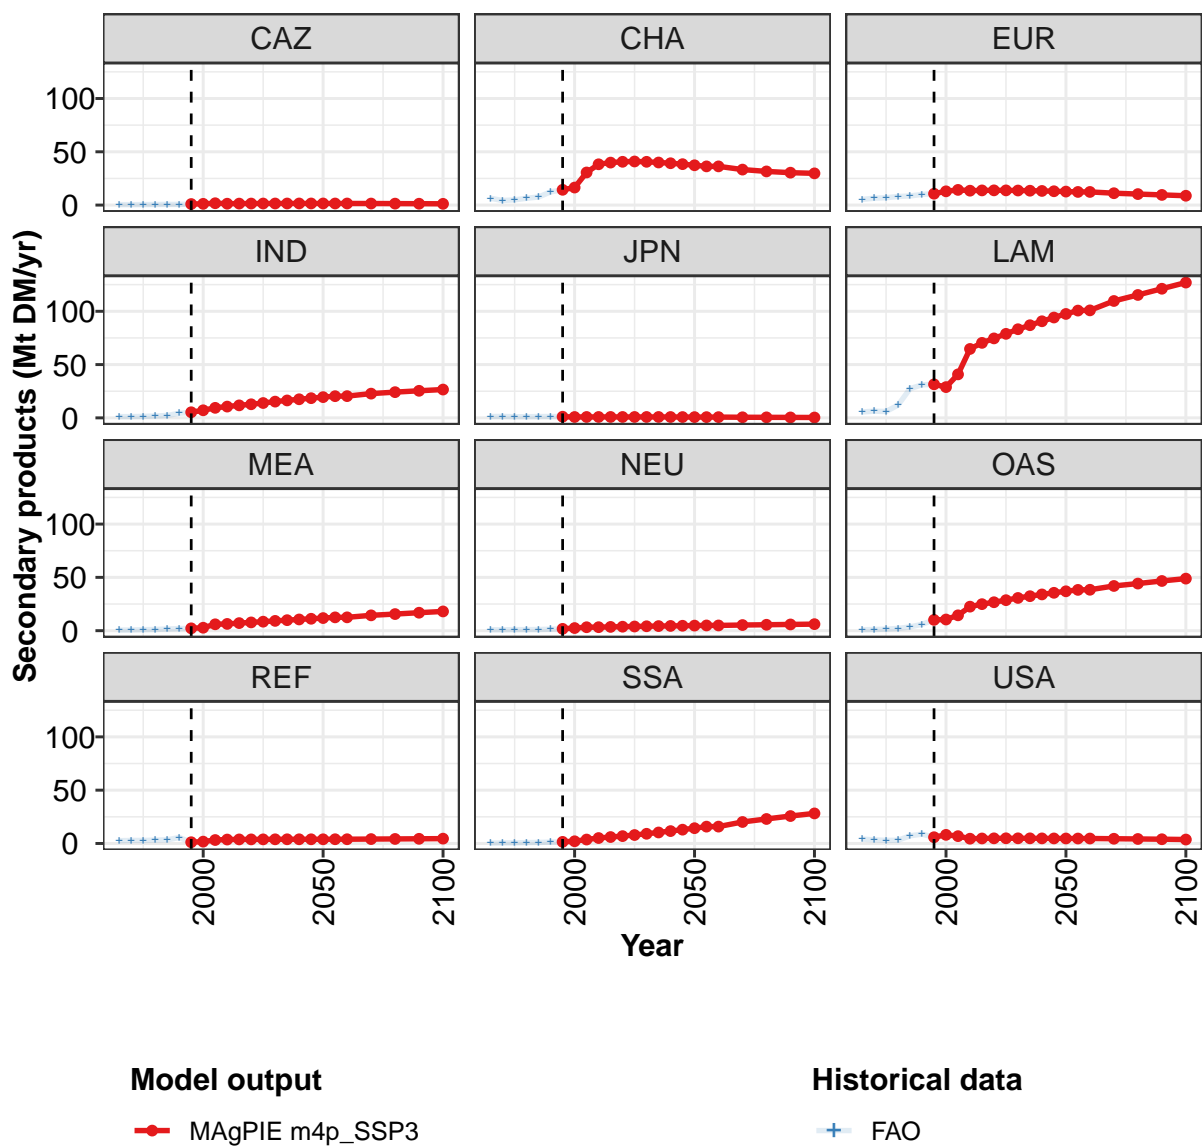 CAZ CHA EUR
100
50
0
IND JPN LAM
100
50
0
MEA NEU OAS
100
50
0
REF SSA USA
100
50
0
Secondary products (Mt DM/yr)
2000 2050 2100 2000 2050 2100 2000 2050 2100
Year
Model output Historical data
MAgPIE m4p_SSP3 FAO